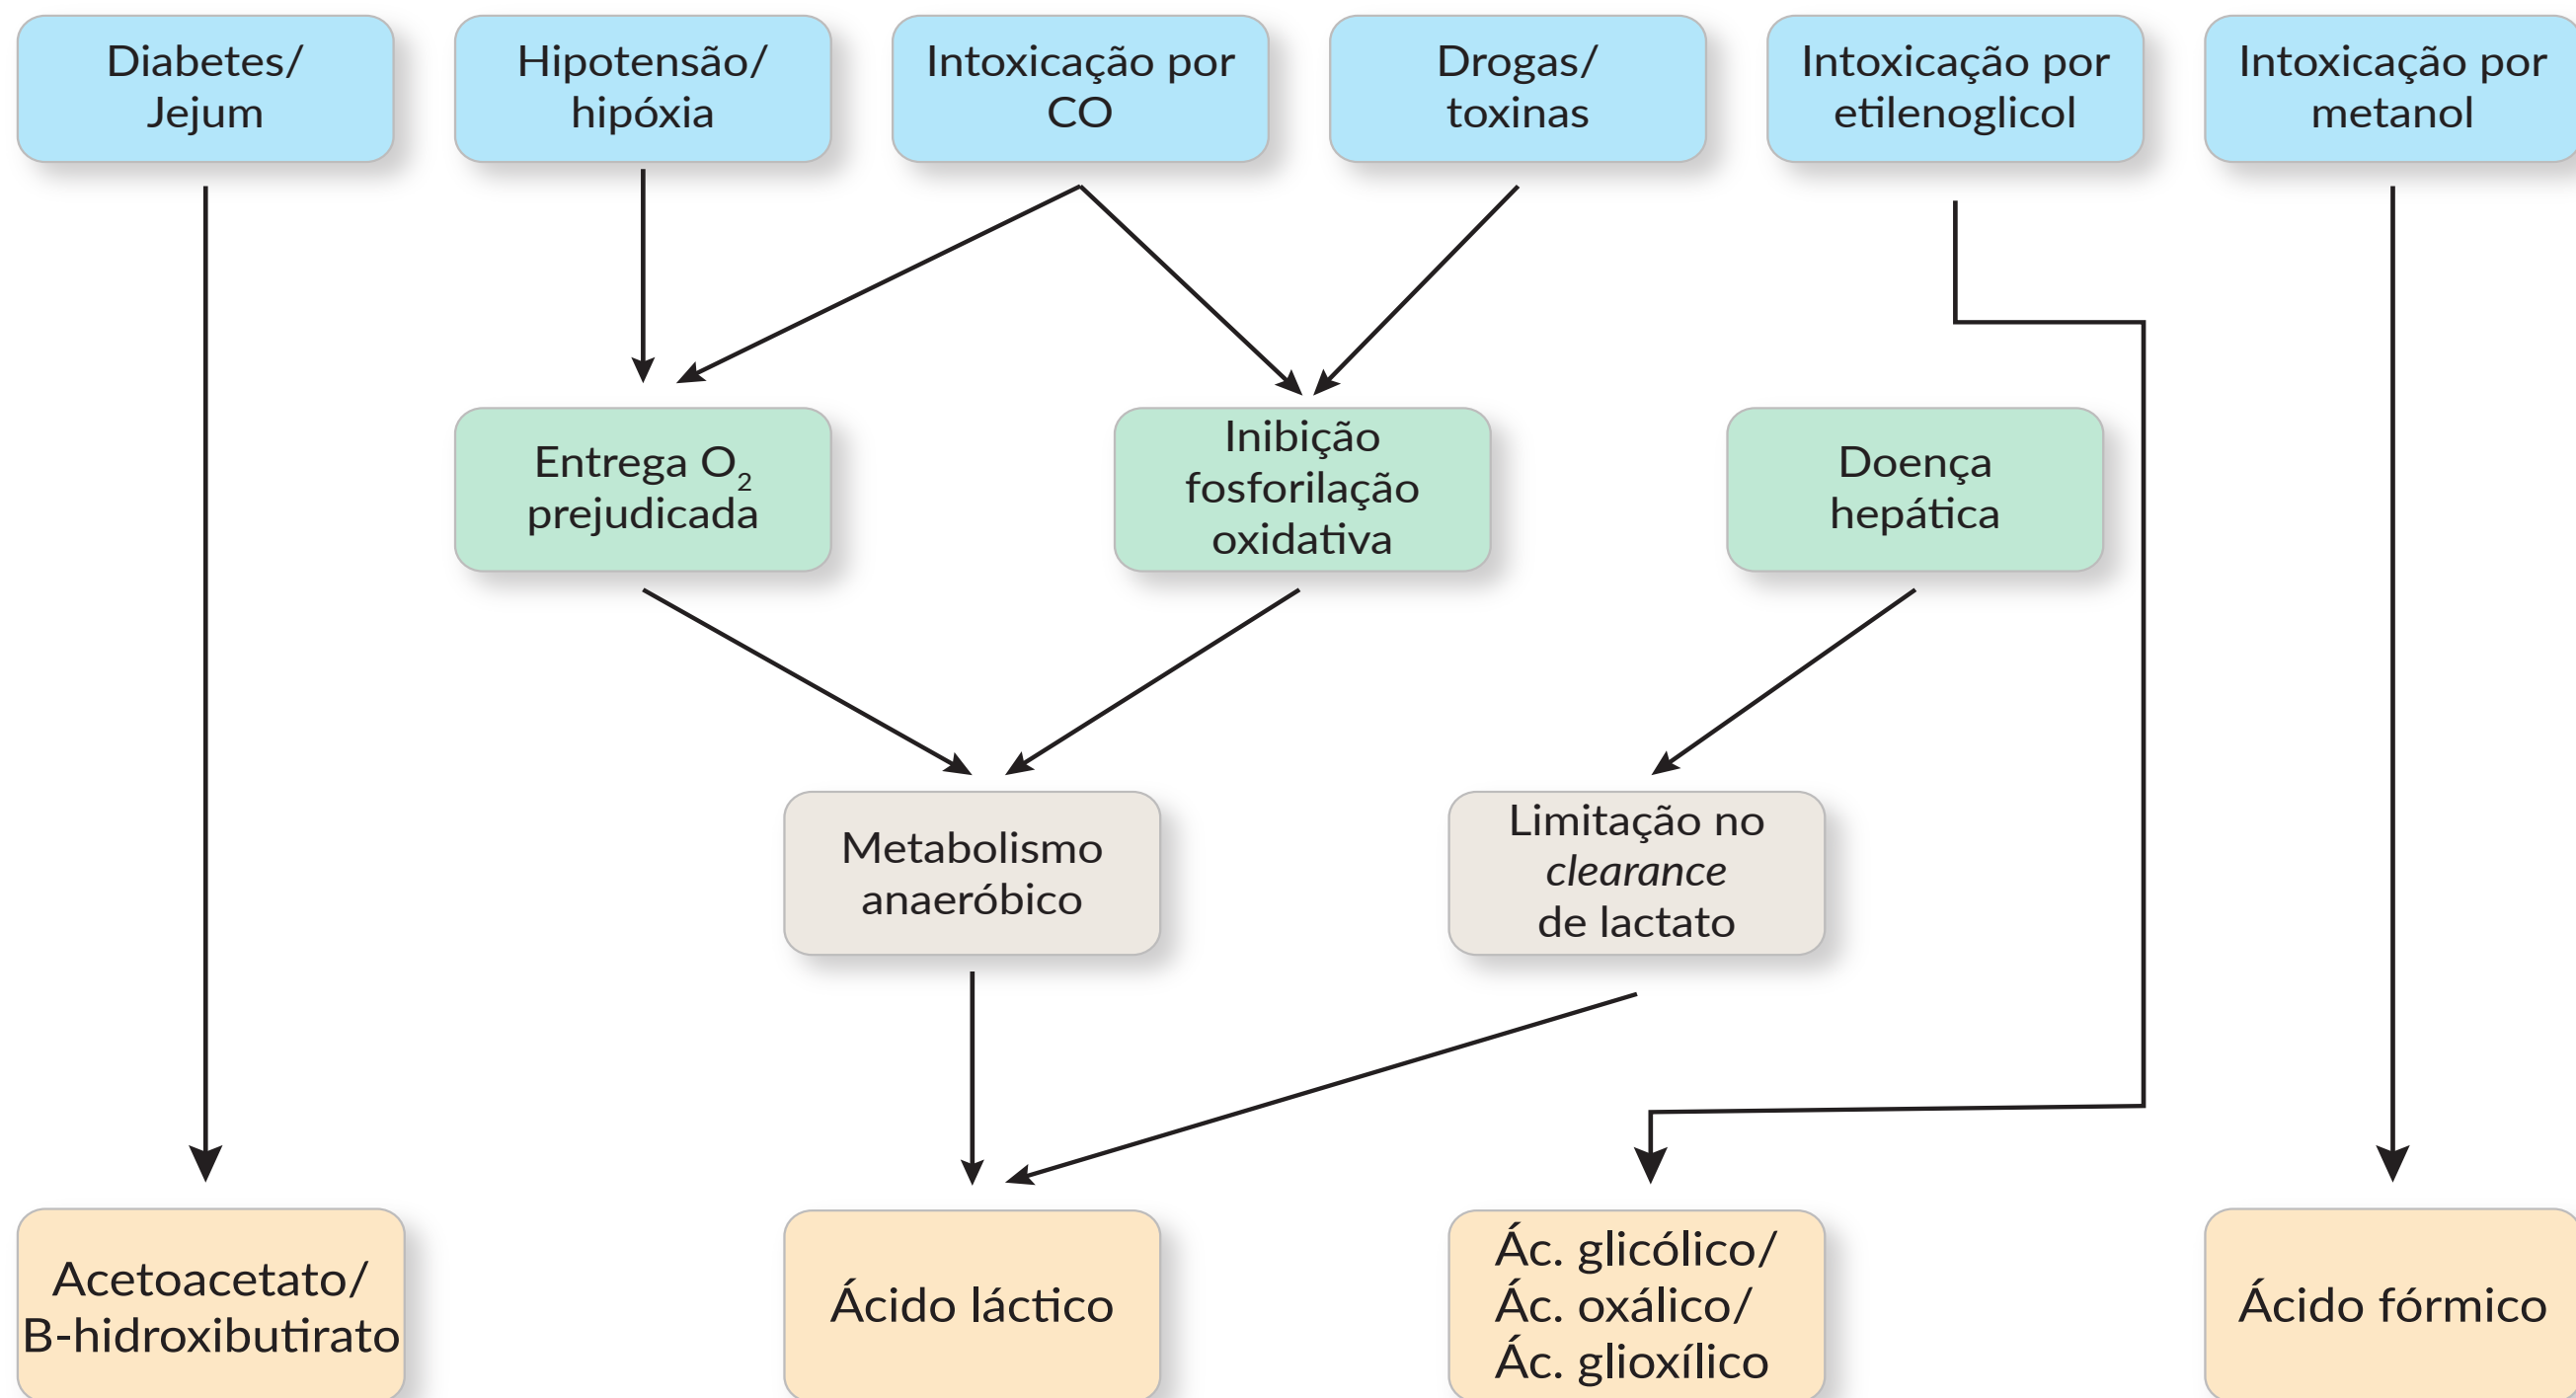 Diabetes/
Jejum
Hipotensão/
hipóxia
Intoxicação por
CO
Drogas/
toxinas
Intoxicação por
etilenoglicol
Intoxicação por
metanol
Entrega O₂
prejudicada
Inibição
fosforilação
oxidativa
Doença
hepática
Metabolismo
anaeróbico
Limitação no
clearance
de lactato
Acetoacetato/
B-hidroxibutirato
Ácido láctico
Ác. glicólico/
Ác. oxálico/
Ác. glioxílico
Ácido fórmico